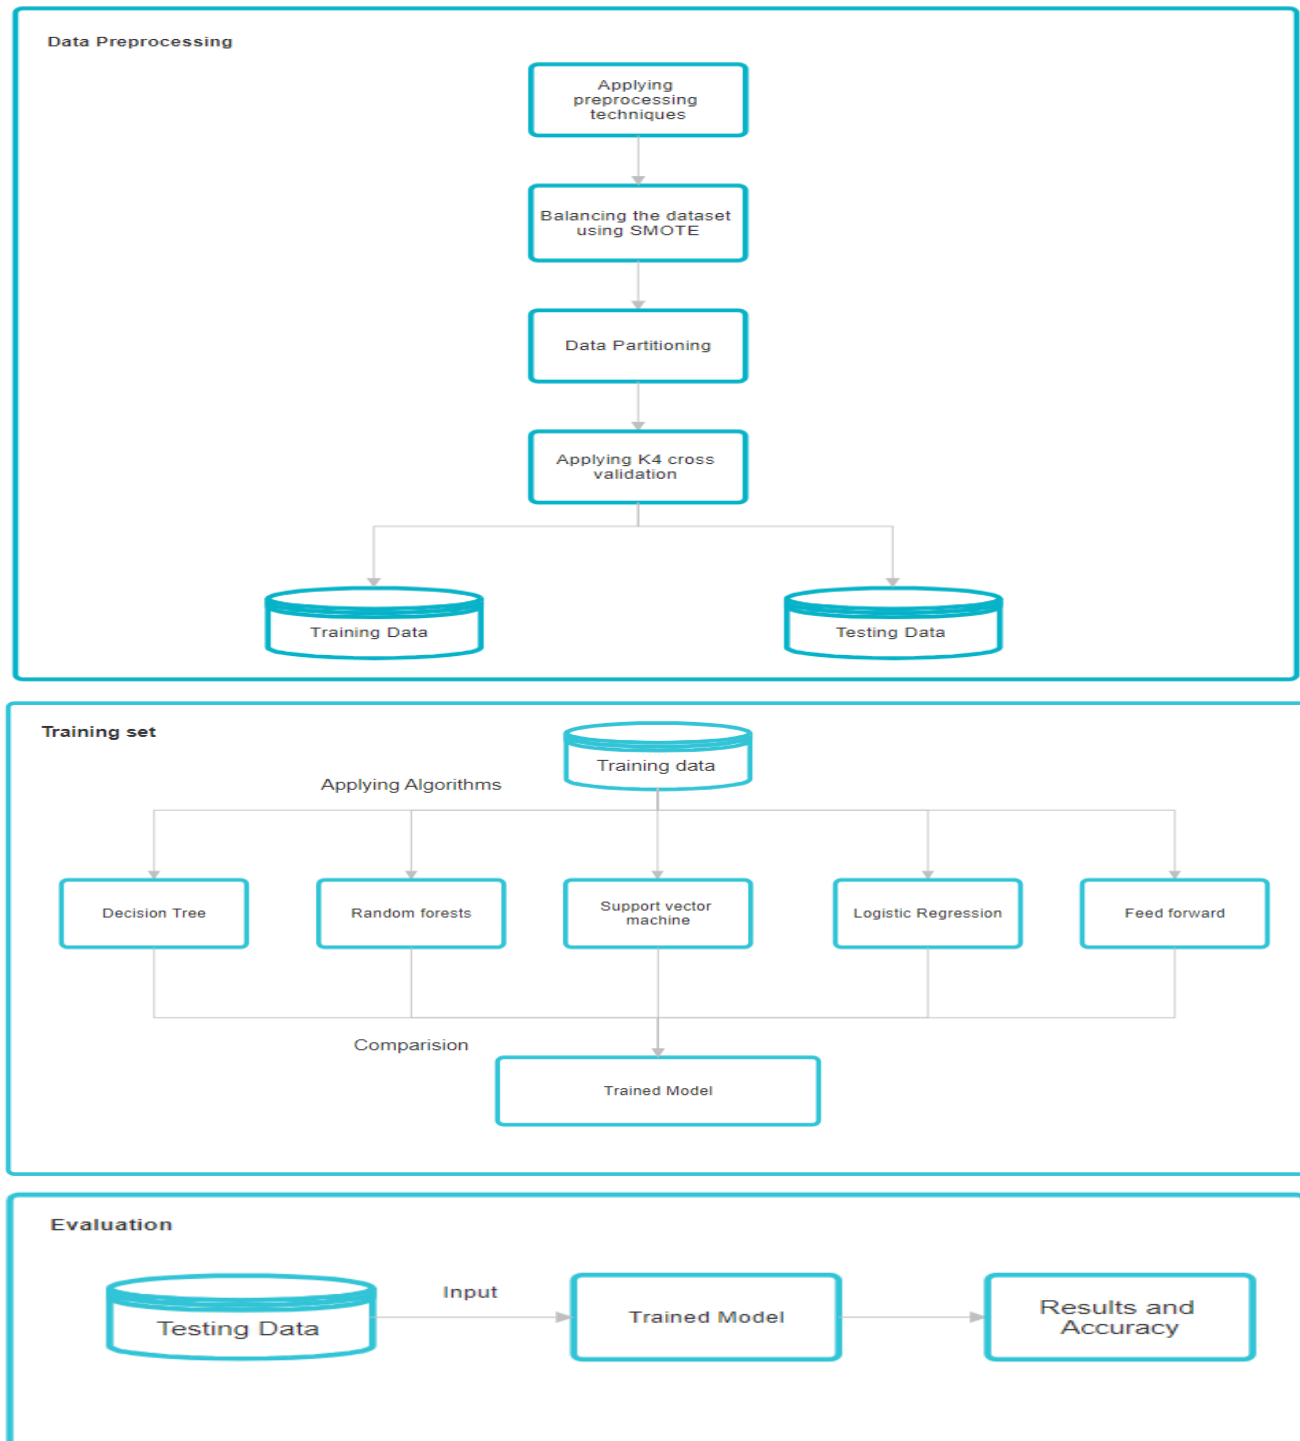 Data Preprocessing
Applying
preprocessing
techniques
Balancing the dataset
using SMOTE
Data Partitioning
Applying K4 cross
validation
Training Data
Testing Data
Training set
Training data
Applying Algorithms
Decision Tree
Random forests
Support vector
machine
Logistic Regression
Feed forward
Comparision
Trained Model
Evaluation
Testing Data
Input
Trained Model
Results and
Accuracy